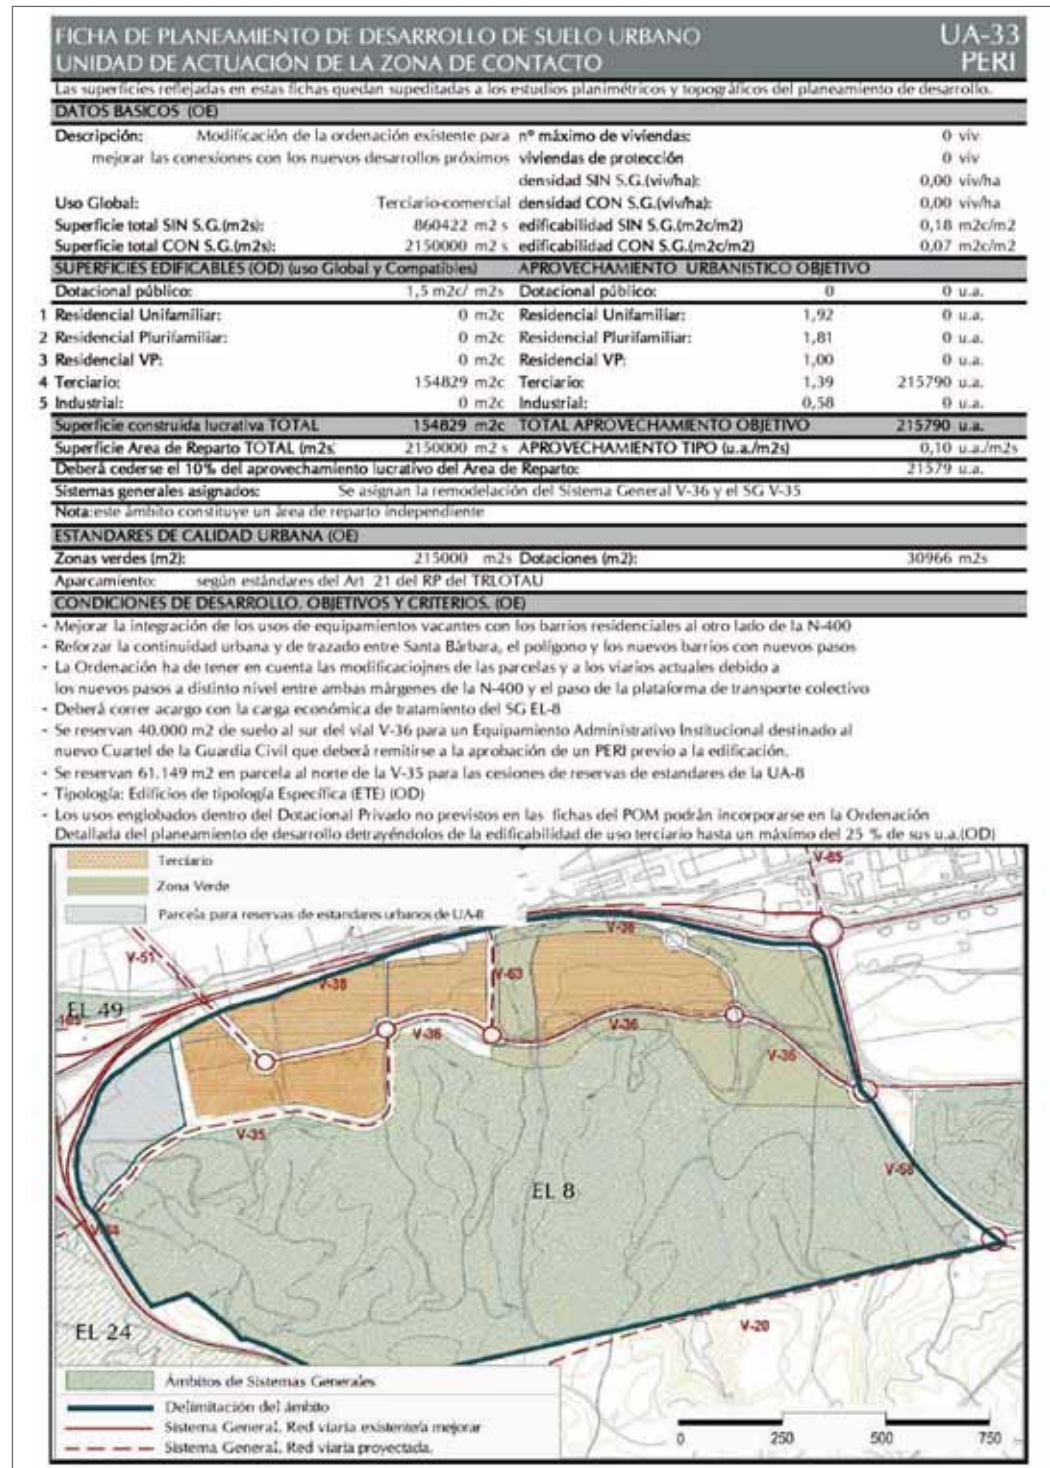 FICHA DE PLANEAMIENTO DE DESARROLLO DE SUELO URBANO UA-33
UNIDAD DE ACTUACIÓN DE LA ZONA DE CONTACTO PERI
Las superficies reflejadas en estas fichas quedan supeditadas a los estudios planimétricos y topográficos del planeamiento de desarrollo.
DATOS BASICOS (OE)
Descripción: Modificación de la ordenación existente para nº máximo de viviendas: 0 viv
mejorar las conexiones con los nuevos desarrollos próximos viviendas de protección 0 viv
densidad SIN S.G.(viv/ha): 0,00 viv/ha
Uso Global: Terciario-comercial densidad CON S.G.(viv/ha): 0,00 viv/ha
Superficie total SIN S.G.(m2s): 860422 m2 s edificabilidad SIN S.G.(m2c/m2) 0,18 m2c/m2
Superficie total CON S.G.(m2s): 2150000 m2 s edificabilidad CON S.G.(m2c/m2) 0,07 m2c/m2
SUPERFICIES EDIFICABLES (OD) (uso Global y Compatibles) APROVECHAMIENTO URBANISTICO OBJETIVO
Dotacional público: 1,5 m2c/ m2s Dotacional público: 0 0 u.a.
1 Residencial Unifamiliar: 0 m2c Residencial Unifamiliar: 1,92 0 u.a.
2 Residencial Plurifamiliar: 0 m2c Residencial Plurifamiliar: 1,81 0 u.a.
3 Residencial VP: 0 m2c Residencial VP: 1,00 0 u.a.
4 Terciario: 154829 m2c Terciario: 1,39 215790 u.a.
5 Industrial: 0 m2c Industrial: 0,58 0 u.a.
Superficie construida lucrativa TOTAL 154829 m2c TOTAL APROVECHAMIENTO OBJETIVO 215790 u.a.
Superficie Area de Reparto TOTAL (m2s: 2150000 m2 s APROVECHAMIENTO TIPO (u.a./m2s) 0,10 u.a./m2s
Deberá cederse el 10% del aprovechamiento lucrativo del Area de Reparto: 21579 u.a.
Sistemas generales asignados: Se asignan la remodelación del Sistema General V-36 y el SG V-35
Nota:este ámbito constituye un área de reparto independiente
ESTANDARES DE CALIDAD URBANA (OE)
Zonas verdes (m2): 215000 m2s Dotaciones (m2): 30966 m2s
Aparcamiento: según estándares del Art 21 del RP del TRLOTAU
CONDICIONES DE DESARROLLO. OBJETIVOS Y CRITERIOS. (OE)
- Mejorar la integración de los usos de equipamientos vacantes con los barrios residenciales al otro lado de la N-400
- Reforzar la continuidad urbana y de trazado entre Santa Bárbara, el polígono y los nuevos barrios con nuevos pasos
- La Ordenación ha de tener en cuenta las modificaciojnes de las parcelas y a los viarios actuales debido a
los nuevos pasos a distinto nivel entre ambas márgenes de la N-400 y el paso de la plataforma de transporte colectivo
- Deberá correr acargo con la carga económica de tratamiento del SG EL-8
- Se reservan 40.000 m2 de suelo al sur del vial V-36 para un Equipamiento Administrativo Institucional destinado al
nuevo Cuartel de la Guardia Civil que deberá remitirse a la aprobación de un PERI previo a la edificación.
- Se reservan 61.149 m2 en parcela al norte de la V-35 para las cesiones de reservas de estandares de la UA-8
- Tipología: Edificios de tipología Específica (ETE) (OD)
- Los usos englobados dentro del Dotacional Privado no previstos en las fichas del POM podrán incorporarse en la Ordenación
Detallada del planeamiento de desarrollo detrayéndolos de la edificabilidad de uso terciario hasta un máximo del 25 % de sus u.a.(OD)
Terciario
Zona Verde
Parcela para reservas de estandares urbanos de UA-8
V-65
V-38
V-51
V-63
V-38
EL 49
V-36
V-36
V-36
V-35
V-58
EL 8
EL 24
V-20
Ámbitos de Sistemas Generales
Delimitación del ámbito
Sistema General. Red viaria existente/a mejorar
Sistema General. Red viaria proyectada.
0 250 500 750